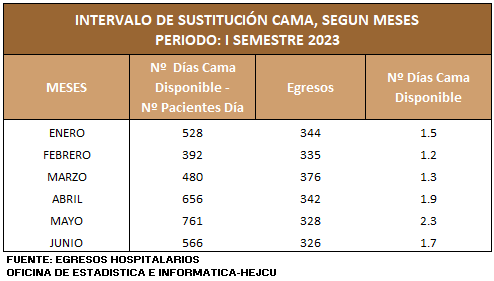 INTERVALO DE SUSTITUCIÓN CAMA, SEGUN MESES
PERIODO: I SEMESTRE 2023
MESES
Nº Días Cama
Disponible -
Nº Pacientes Día
Egresos
Nº Días Cama
Disponible
ENERO 528 344 1.5
FEBRERO 392 335 1.2
MARZO 480 376 1.3
ABRIL 656 342 1.9
MAYO 761 328 2.3
JUNIO 566 326 1.7
FUENTE: EGRESOS HOSPITALARIOS
OFICINA DE ESTADISTICA E INFORMATICA-HEJCU